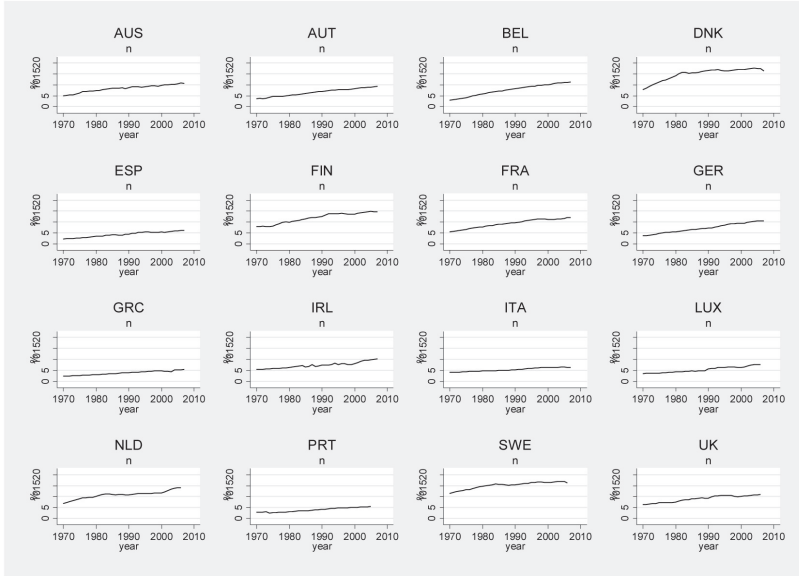 AUS AUT BEL DNK
n n n n
% 0 5 10 15 20 % 0 5 10 15 20 % 0 5 10 15 20 % 0 5 10 15 20
1970 1980 1990 2000 2010 1970 1980 1990 2000 2010 1970 1980 1990 2000 2010 1970 1980 1990 2000 2010
year year year year
ESP FIN FRA GER
n n n n
% 0 5 10 15 20 % 0 5 10 15 20 % 0 5 10 15 20 % 0 5 10 15 20
1970 1980 1990 2000 2010 1970 1980 1990 2000 2010 1970 1980 1990 2000 2010 1970 1980 1990 2000 2010
year year year year
GRC IRL ITA LUX
n n n n
% 0 5 10 15 20 % 0 5 10 15 20 % 0 5 10 15 20 % 0 5 10 15 20
1970 1980 1990 2000 2010 1970 1980 1990 2000 2010 1970 1980 1990 2000 2010 1970 1980 1990 2000 2010
year year year year
NLD PRT SWE UK
n n n n
% 0 5 10 15 20 % 0 5 10 15 20 % 0 5 10 15 20 % 0 5 10 15 20
1970 1980 1990 2000 2010 1970 1980 1990 2000 2010 1970 1980 1990 2000 2010 1970 1980 1990 2000 2010
year year year year